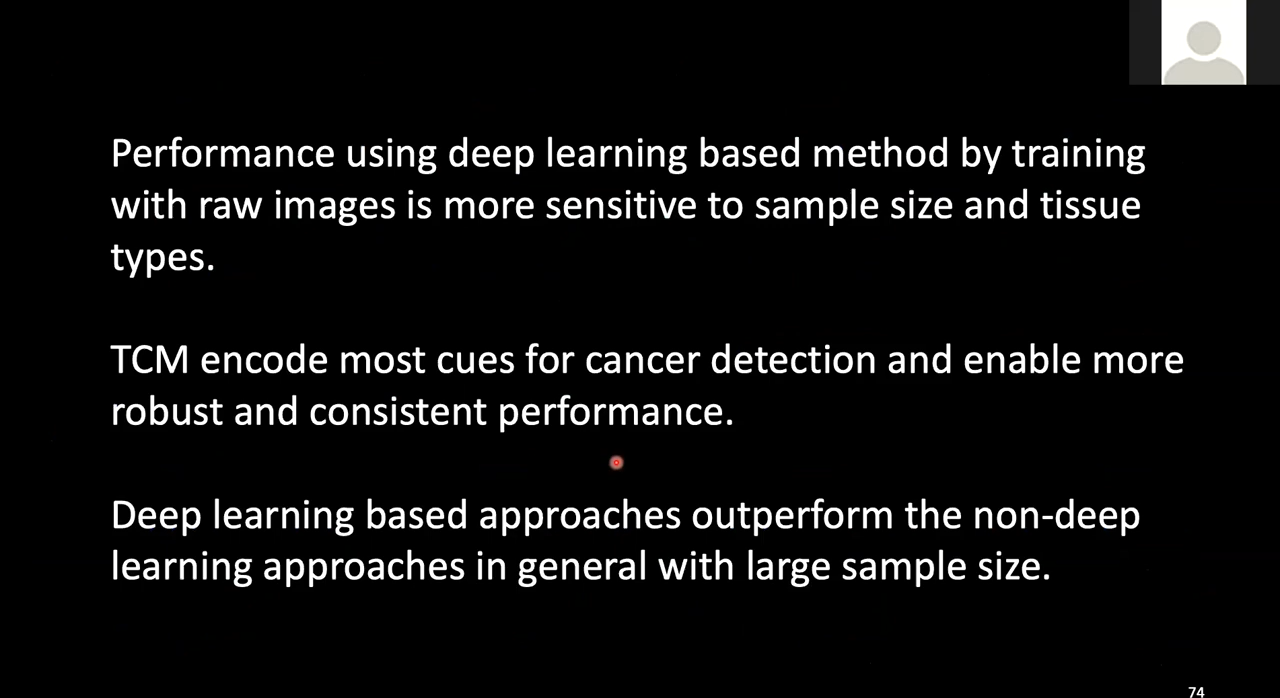 Performance using deep learning based method by training
with raw images is more sensitive to sample size and tissue
types.
TCM encode most cues for cancer detection and enable more
robust and consistent performance.
Deep learning based approaches outperform the non-deep
learning approaches in general with large sample size.
74